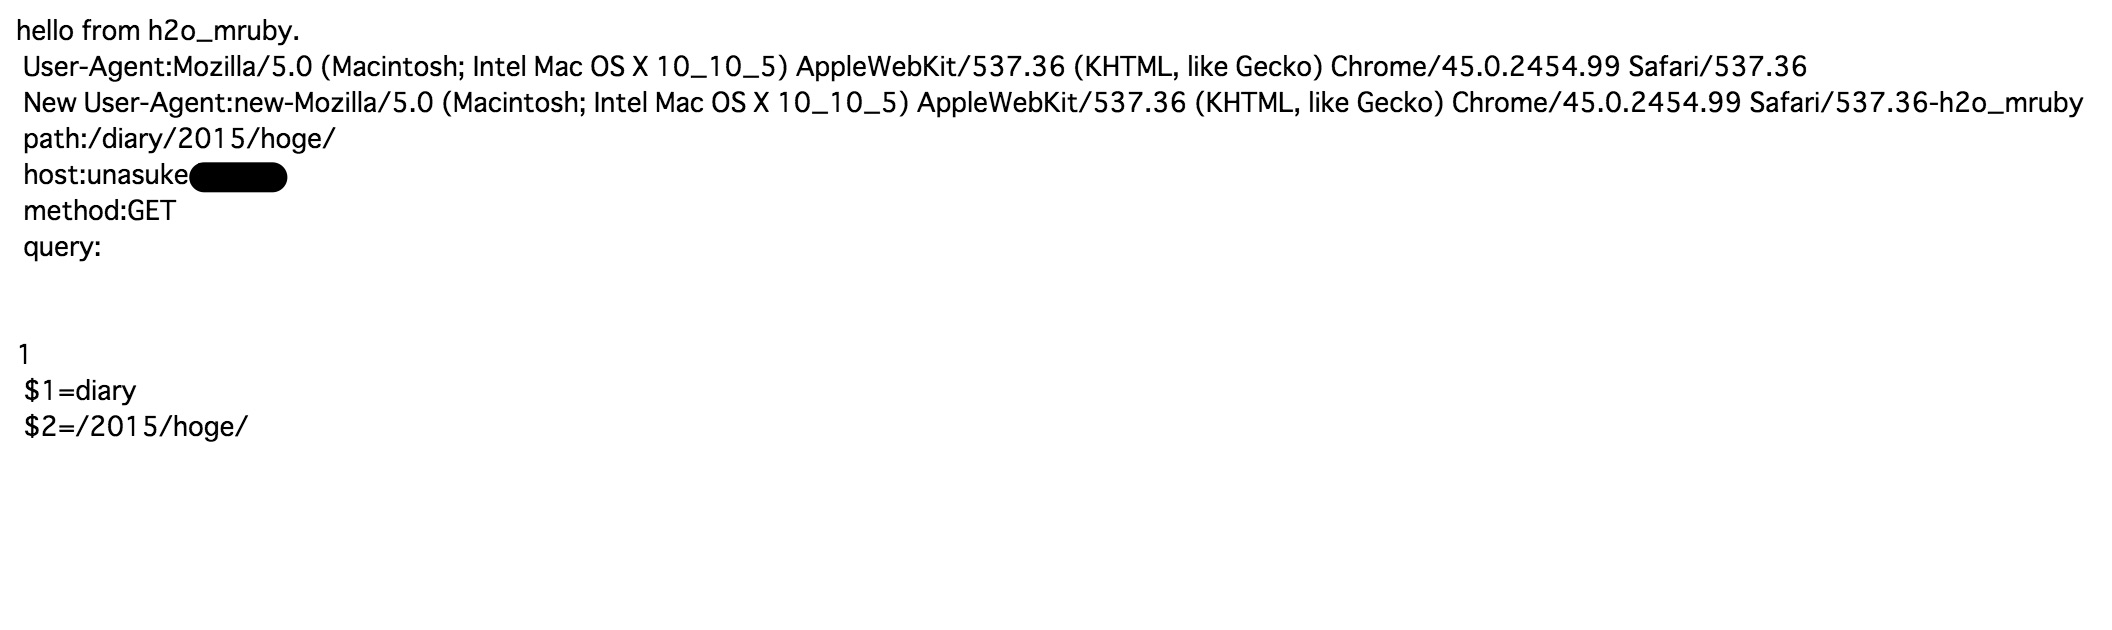 hello from h2o_mruby.
User-Agent:Mozilla/5.0 (Macintosh; Intel Mac OS X 10_10_5) AppleWebKit/537.36 (KHTML, like Gecko) Chrome/45.0.2454.99 Safari/537.36
New User-Agent:new-Mozilla/5.0 (Macintosh; Intel Mac OS X 10_10_5) AppleWebKit/537.36 (KHTML, like Gecko) Chrome/45.0.2454.99 Safari/537.36-h2o_mruby
path:/diary/2015/hoge/
host:unasuke
method:GET
query:
1
$1=diary
$2=/2015/hoge/